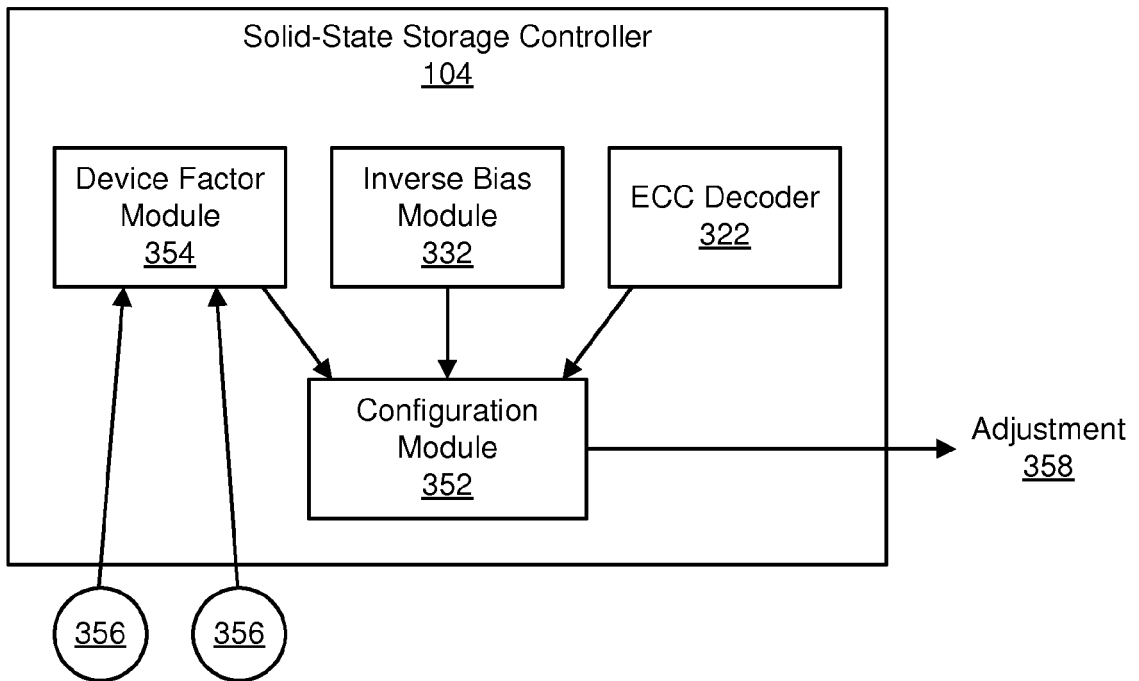 Solid-State Storage Controller
104
Device Factor
Module
354
Inverse Bias
Module
332
ECC Decoder
322
Configuration
Module
352
Adjustment
358
356
356